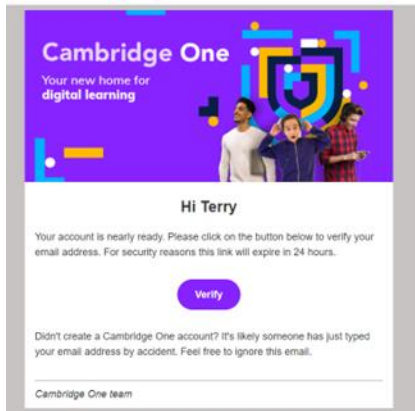 Cambridge One
Your new home for
digital learning
Hi Terry
Your account is nearly ready. Please click on the button below to verify your
email address. For security reasons this link will expire in 24 hours.
Verify
Didn't create a Cambridge One account? It's likely someone has just typed
your email address by accident. Feel free to ignore this email.
Cambridge One team